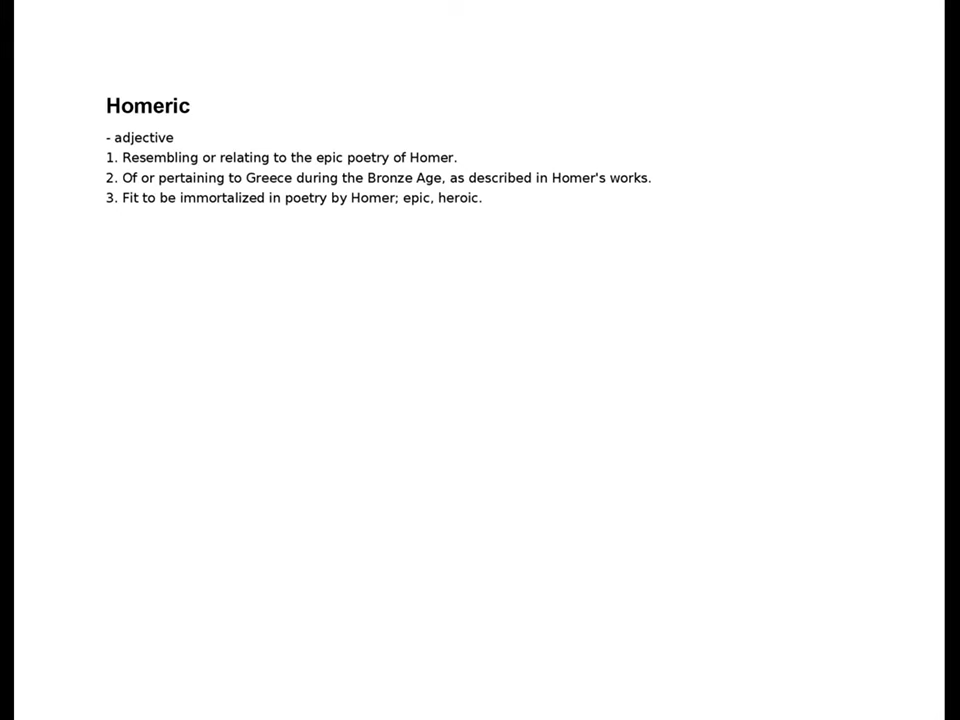 Homeric
- adjective
1. Resembling or relating to the epic poetry of Homer.
2. Of or pertaining to Greece during the Bronze Age, as described in Homer's works.
3. Fit to be immortalized in poetry by Homer; epic, heroic.